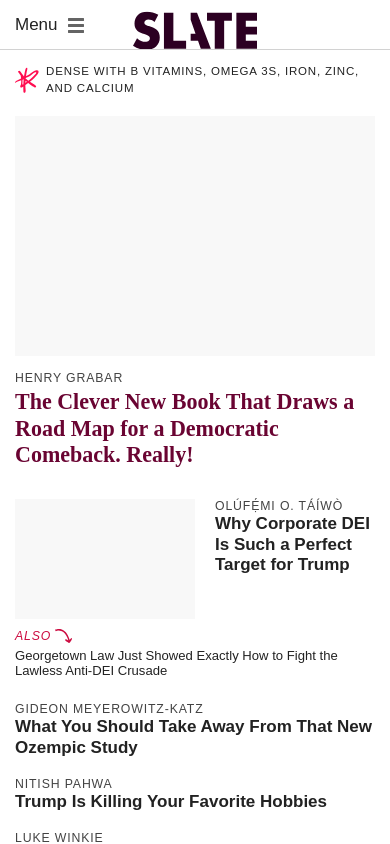 Menu
SLATE
DENSE WITH B VITAMINS, OMEGA 3S, IRON, ZINC,
AND CALCIUM
HENRY GRABAR
The Clever New Book That Draws a
Road Map for a Democratic
Comeback. Really!
OLÚFẸ́MI O. TÁÍWÒ
Why Corporate DEI
Is Such a Perfect
Target for Trump
ALSO
Georgetown Law Just Showed Exactly How to Fight the
Lawless Anti-DEI Crusade
GIDEON MEYEROWITZ-KATZ
What You Should Take Away From That New
Ozempic Study
NITISH PAHWA
Trump Is Killing Your Favorite Hobbies
LUKE WINKIE